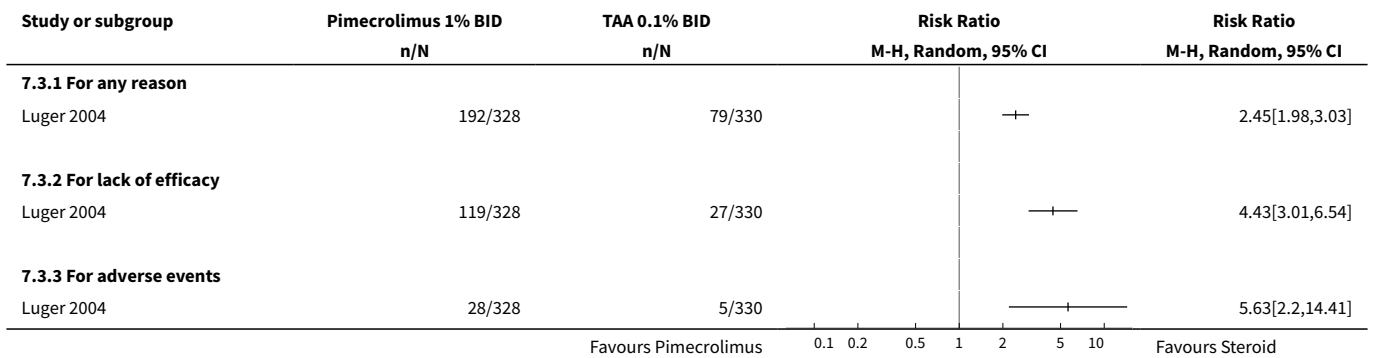 Study or subgroup Pimecrolimus 1% BID TAA 0.1% BID Risk Ratio Risk Ratio
n/N n/N M-H, Random, 95% CI M-H, Random, 95% CI
7.3.1 For any reason
Luger 2004 192/328 79/330 2.45[1.98,3.03]
7.3.2 For lack of efficacy
Luger 2004 119/328 27/330 4.43[3.01,6.54]
7.3.3 For adverse events
Luger 2004 28/328 5/330 5.63[2.2,14.41]
Favours Pimecrolimus 0.1 0.2 0.5 1 2 5 10 Favours Steroid